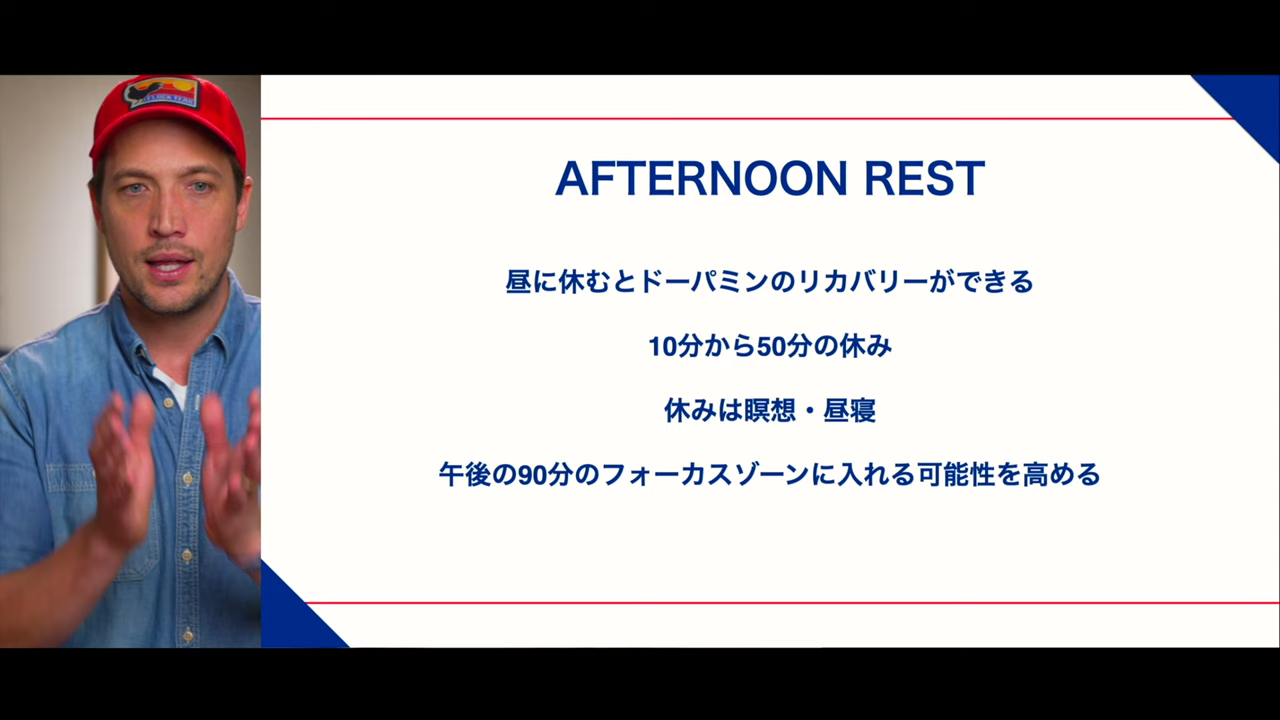 AFTERNOON REST
昼に休むとドーパミンのリカバリーができる
10分から50分の休み
休みは瞑想・昼寝
午後の90分のフォーカスゾーンに入れる可能性を高める